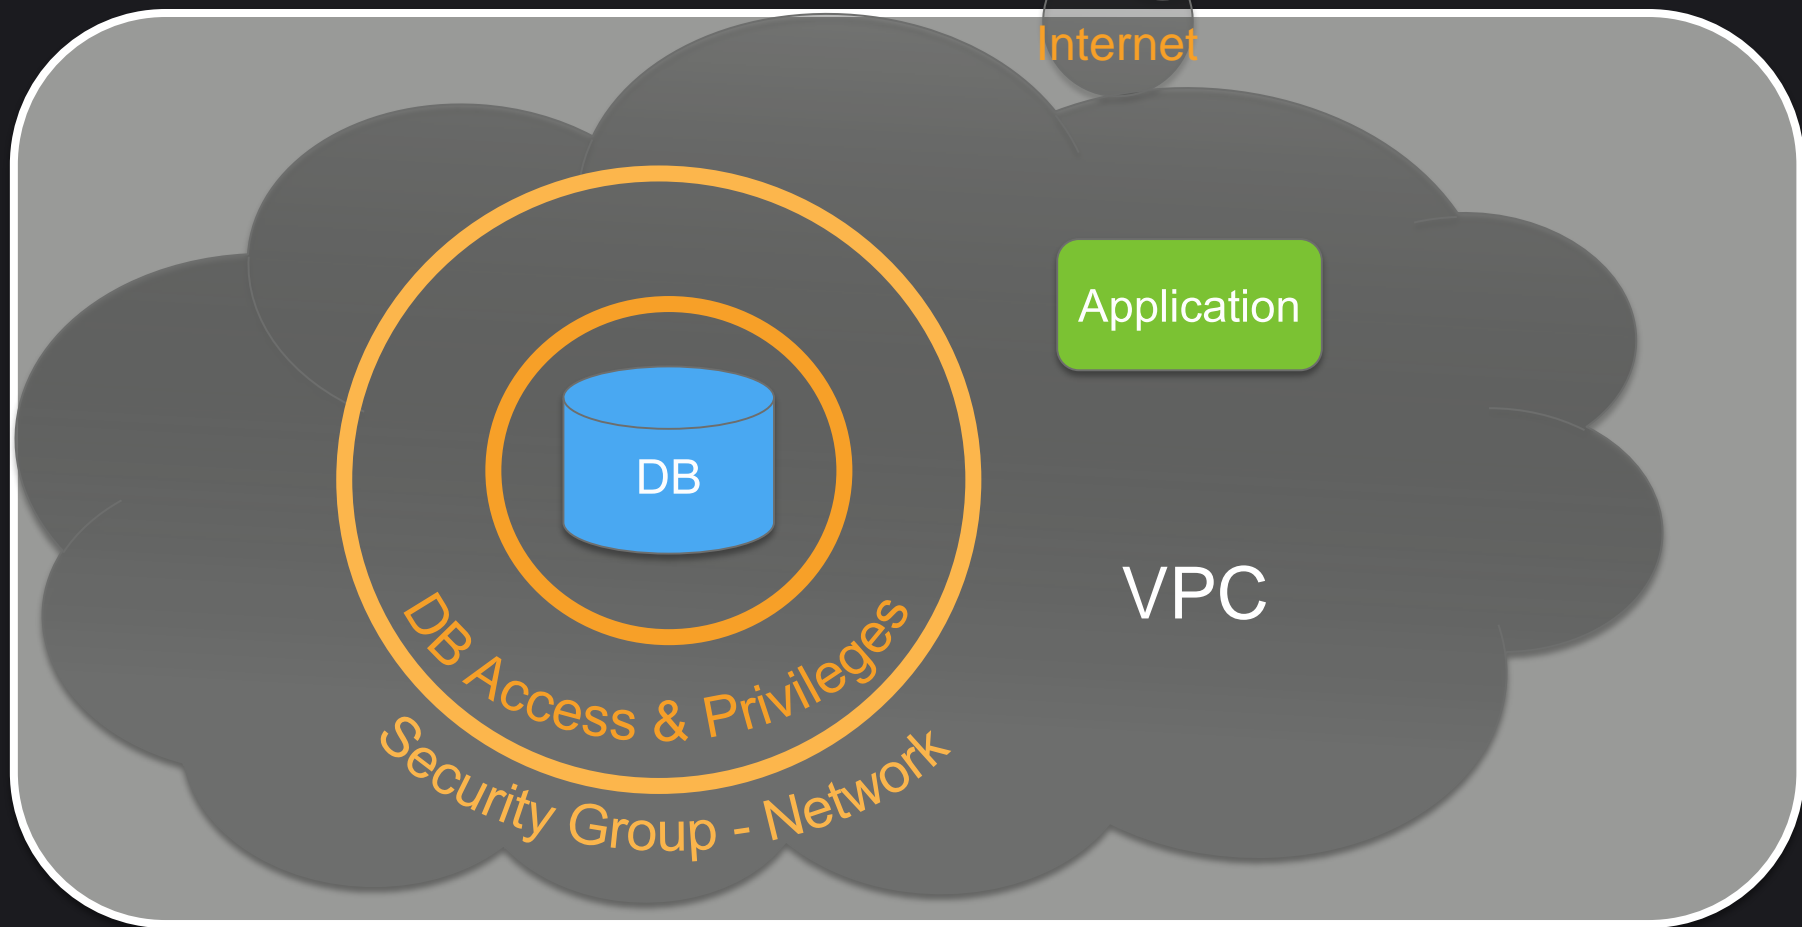 Internet
Application
DB
VPC
DB Access & Privileges
Security Group - Network